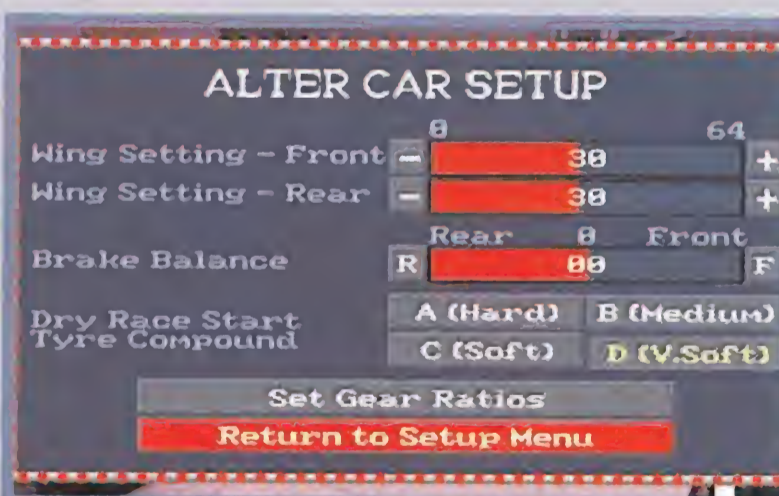 ALTER CAR SETUP
0 64
Wing Setting - Front - 30 +
Wing Setting - Rear - 30 +
Rear 0 Front
Brake Balance R 00 F
Dry Race Start A (Hard) B (Medium)
Tyre Compound C (Soft) D (V.Soft)
Set Gear Ratios
Return to Setup Menu